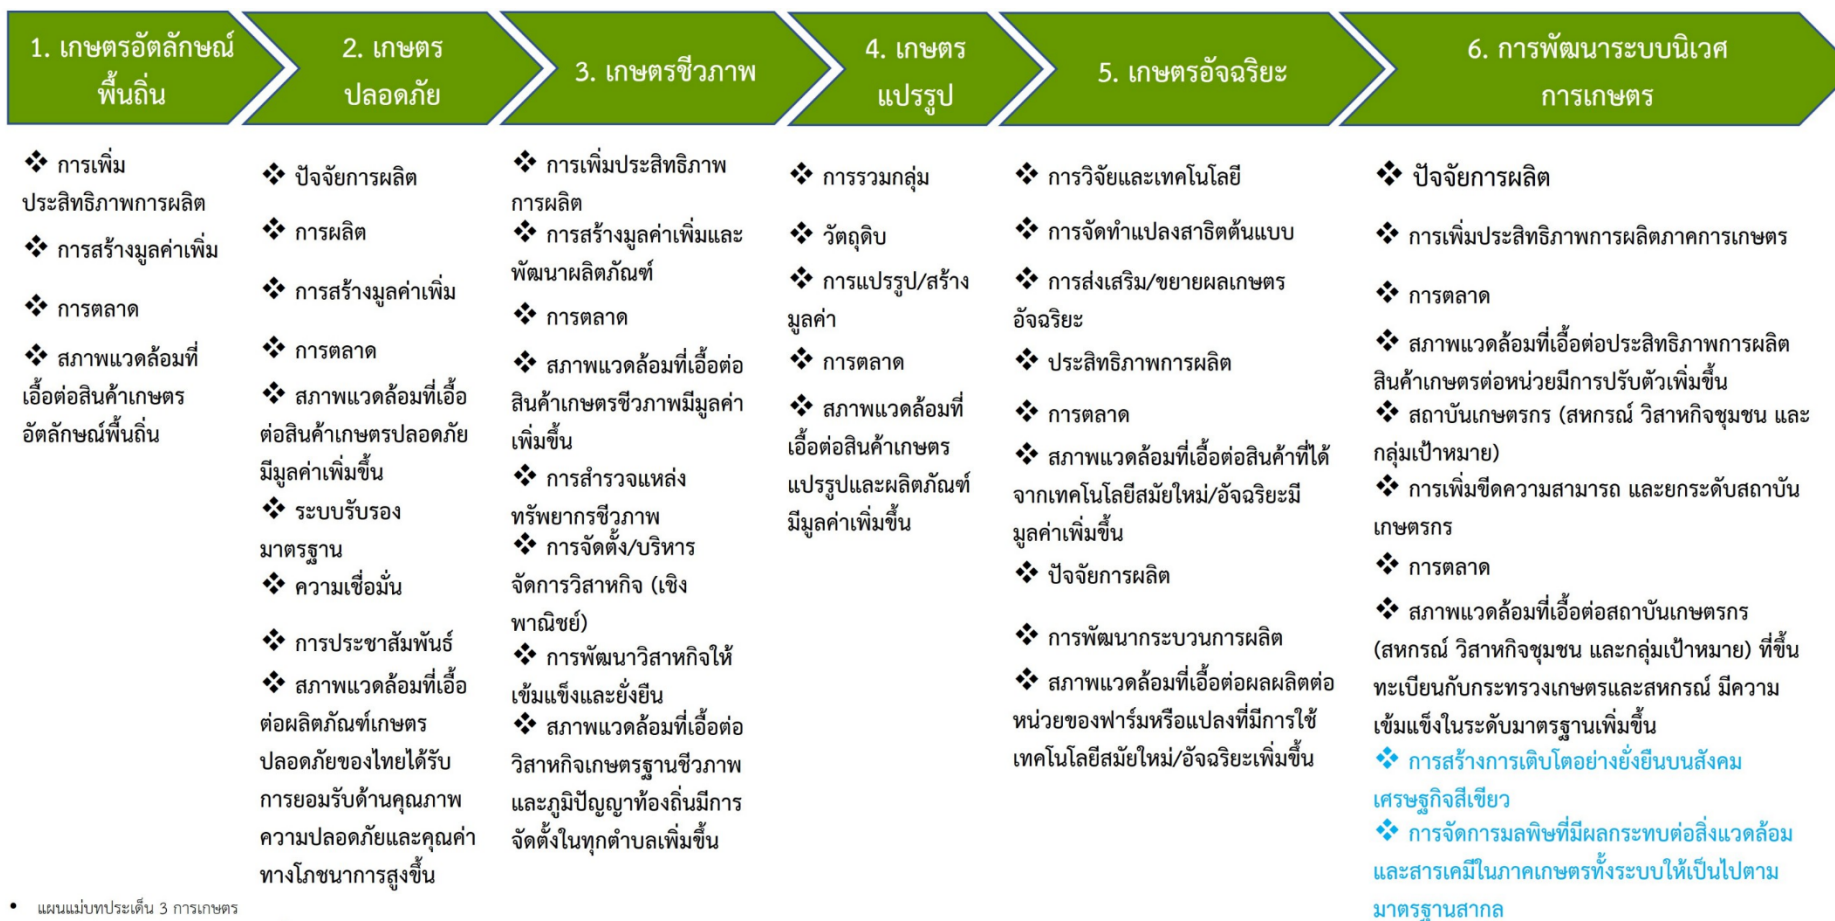 1. เกษตรอัตลักษณ์
พื้นถิ่น
2. เกษตร
ปลอดภัย
3. เกษตรชีวภาพ
4. เกษตร
แปรรูป
5. เกษตรอัจฉริยะ
6. การพัฒนาระบบนิเวศ
การเกษตร
❖ การเพิ่ม
ประสิทธิภาพการผลิต
❖ การสร้างมูลค่าเพิ่ม
❖ การตลาด
❖ สภาพแวดล้อมที่
เอื้อต่อสินค้าเกษตร
อัตลักษณ์พื้นถิ่น
❖ ปัจจัยการผลิต
❖ การผลิต
❖ การสร้างมูลค่าเพิ่ม
❖ การตลาด
❖ สภาพแวดล้อมที่เอื้อ
ต่อสินค้าเกษตรปลอดภัย
มีมูลค่าเพิ่มขึ้น
❖ ระบบรับรอง
มาตรฐาน
❖ ความเชื่อมั่น
❖ การประชาสัมพันธ์
❖ สภาพแวดล้อมที่เอื้อ
ต่อผลิตภัณฑ์เกษตร
ปลอดภัยของไทยได้รับ
การยอมรับด้านคุณภาพ
ความปลอดภัยและคุณค่า
ทางโภชนาการสูงขึ้น
❖ การเพิ่มประสิทธิภาพ
การผลิต
❖ การสร้างมูลค่าเพิ่มและ
พัฒนาผลิตภัณฑ์
❖ การตลาด
❖ สภาพแวดล้อมที่เอื้อต่อ
สินค้าเกษตรชีวภาพมีมูลค่า
เพิ่มขึ้น
❖ การสำรวจแหล่ง
ทรัพยากรชีวภาพ
❖ การจัดตั้ง/บริหาร
จัดการวิสาหกิจ (เชิง
พาณิชย์)
❖ การพัฒนาวิสาหกิจให้
เข้มแข็งและยั่งยืน
❖ สภาพแวดล้อมที่เอื้อต่อ
วิสาหกิจเกษตรฐานชีวภาพ
และภูมิปัญญาท้องถิ่นมีการ
จัดตั้งในทุกตำบลเพิ่มขึ้น
❖ การรวมกลุ่ม
❖ วัตถุดิบ
❖ การแปรรูป/สร้าง
มูลค่า
❖ การตลาด
❖ สภาพแวดล้อมที่
เอื้อต่อสินค้าเกษตร
แปรรูปและผลิตภัณฑ์
มีมูลค่าเพิ่มขึ้น
❖ การวิจัยและเทคโนโลยี
❖ การจัดทำแปลงสาธิตต้นแบบ
❖ การส่งเสริม/ขยายผลเกษตร
อัจฉริยะ
❖ ประสิทธิภาพการผลิต
❖ การตลาด
❖ สภาพแวดล้อมที่เอื้อต่อสินค้าที่ได้
จากเทคโนโลยีสมัยใหม่/อัจฉริยะมี
มูลค่าเพิ่มขึ้น
❖ ปัจจัยการผลิต
❖ การพัฒนากระบวนการผลิต
❖ สภาพแวดล้อมที่เอื้อต่อผลผลิตต่อ
หน่วยของฟาร์มหรือแปลงที่มีการใช้
เทคโนโลยีสมัยใหม่/อัจฉริยะเพิ่มขึ้น
❖ ปัจจัยการผลิต
❖ การเพิ่มประสิทธิภาพการผลิตภาคการเกษตร
❖ การตลาด
❖ สภาพแวดล้อมที่เอื้อต่อประสิทธิภาพการผลิต
สินค้าเกษตรต่อหน่วยมีการปรับตัวเพิ่มขึ้น
❖ สถาบันเกษตรกร (สหกรณ์ วิสาหกิจชุมชน และ
กลุ่มเป้าหมาย)
❖ การเพิ่มขีดความสามารถ และยกระดับสถาบัน
เกษตรกร
❖ การตลาด
❖ สภาพแวดล้อมที่เอื้อต่อสถาบันเกษตรกร
(สหกรณ์ วิสาหกิจชุมชน และกลุ่มเป้าหมาย) ที่ขึ้น
ทะเบียนกับกระทรวงเกษตรและสหกรณ์ มีความ
เข้มแข็งในระดับมาตรฐานเพิ่มขึ้น
❖ การสร้างการเติบโตอย่างยั่งยืนบนสังคม
เศรษฐกิจสีเขียว
❖ การจัดการมลพิษที่มีผลกระทบต่อสิ่งแวดล้อม
และสารเคมีในภาคเกษตรทั้งระบบให้เป็นไปตาม
มาตรฐานสากล
• แผนแม่บทประเด็น 3 การเกษตร